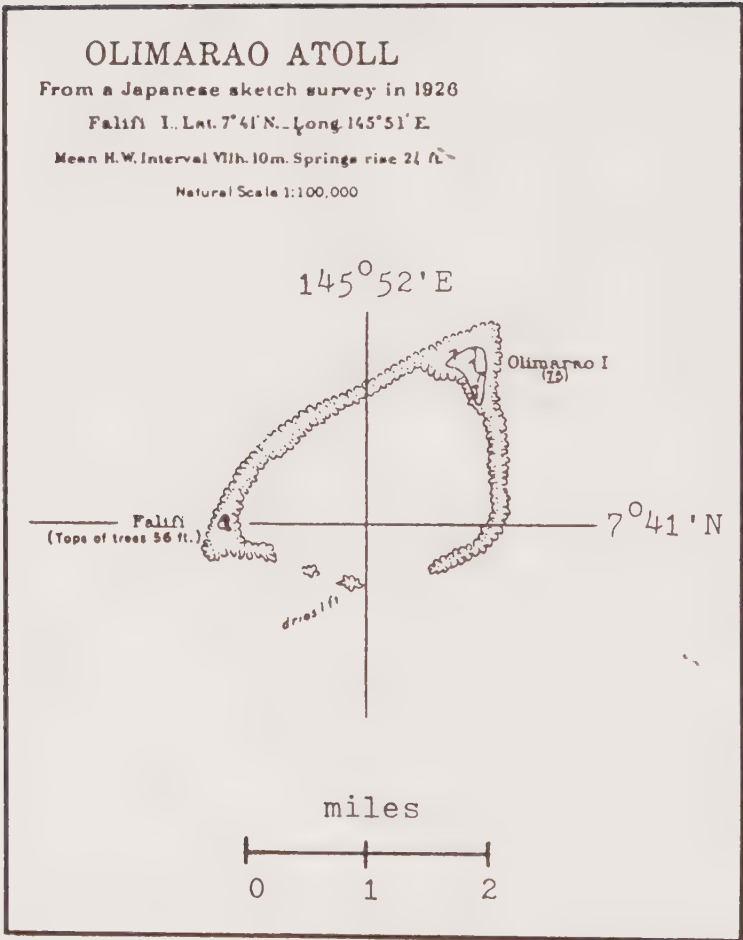 OLIMARAO ATOLL
From a Japanese sketch survey in 1926
Falifi I., Lat. 7°41' N._Long. 145°51' E.
Mean H.W. Interval VIIh. 10m. Springs rise 2¼ ft.
Natural Scale 1:100,000
145°52'E
Olimarao I
(75)
Falifi
7°41'N
(Tops of trees 56 ft.)
dries 1 ft
miles
0 1 2